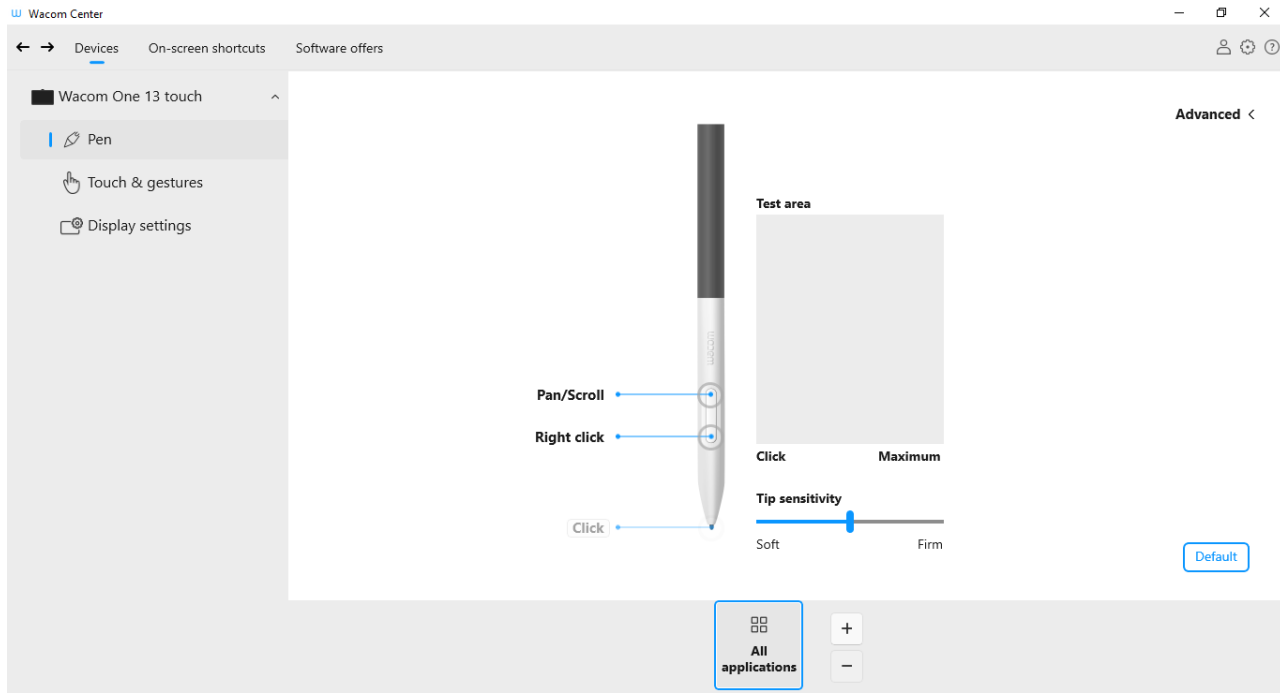 Wacom Center
Devices
On-screen shortcuts
Software offers
Wacom One 13 touch
Pen
Touch & gestures
Display settings
Advanced
Test area
wacom
Pan/Scroll
Right click
Click
Click Maximum
Tip sensitivity
Soft Firm
Default
All
applications